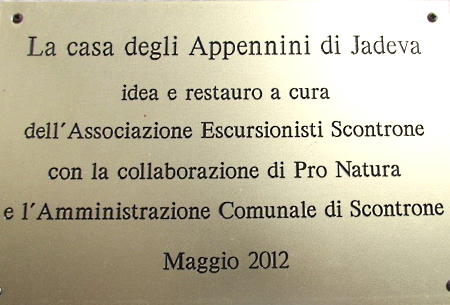 La casa degli Appennini di Jadeva
idea e restauro a cura
dell'Associazione Escursionisti Scontrone
con la collaborazione di Pro Natura
e l'Amministrazione Comunale di Scontrone
Maggio 2012